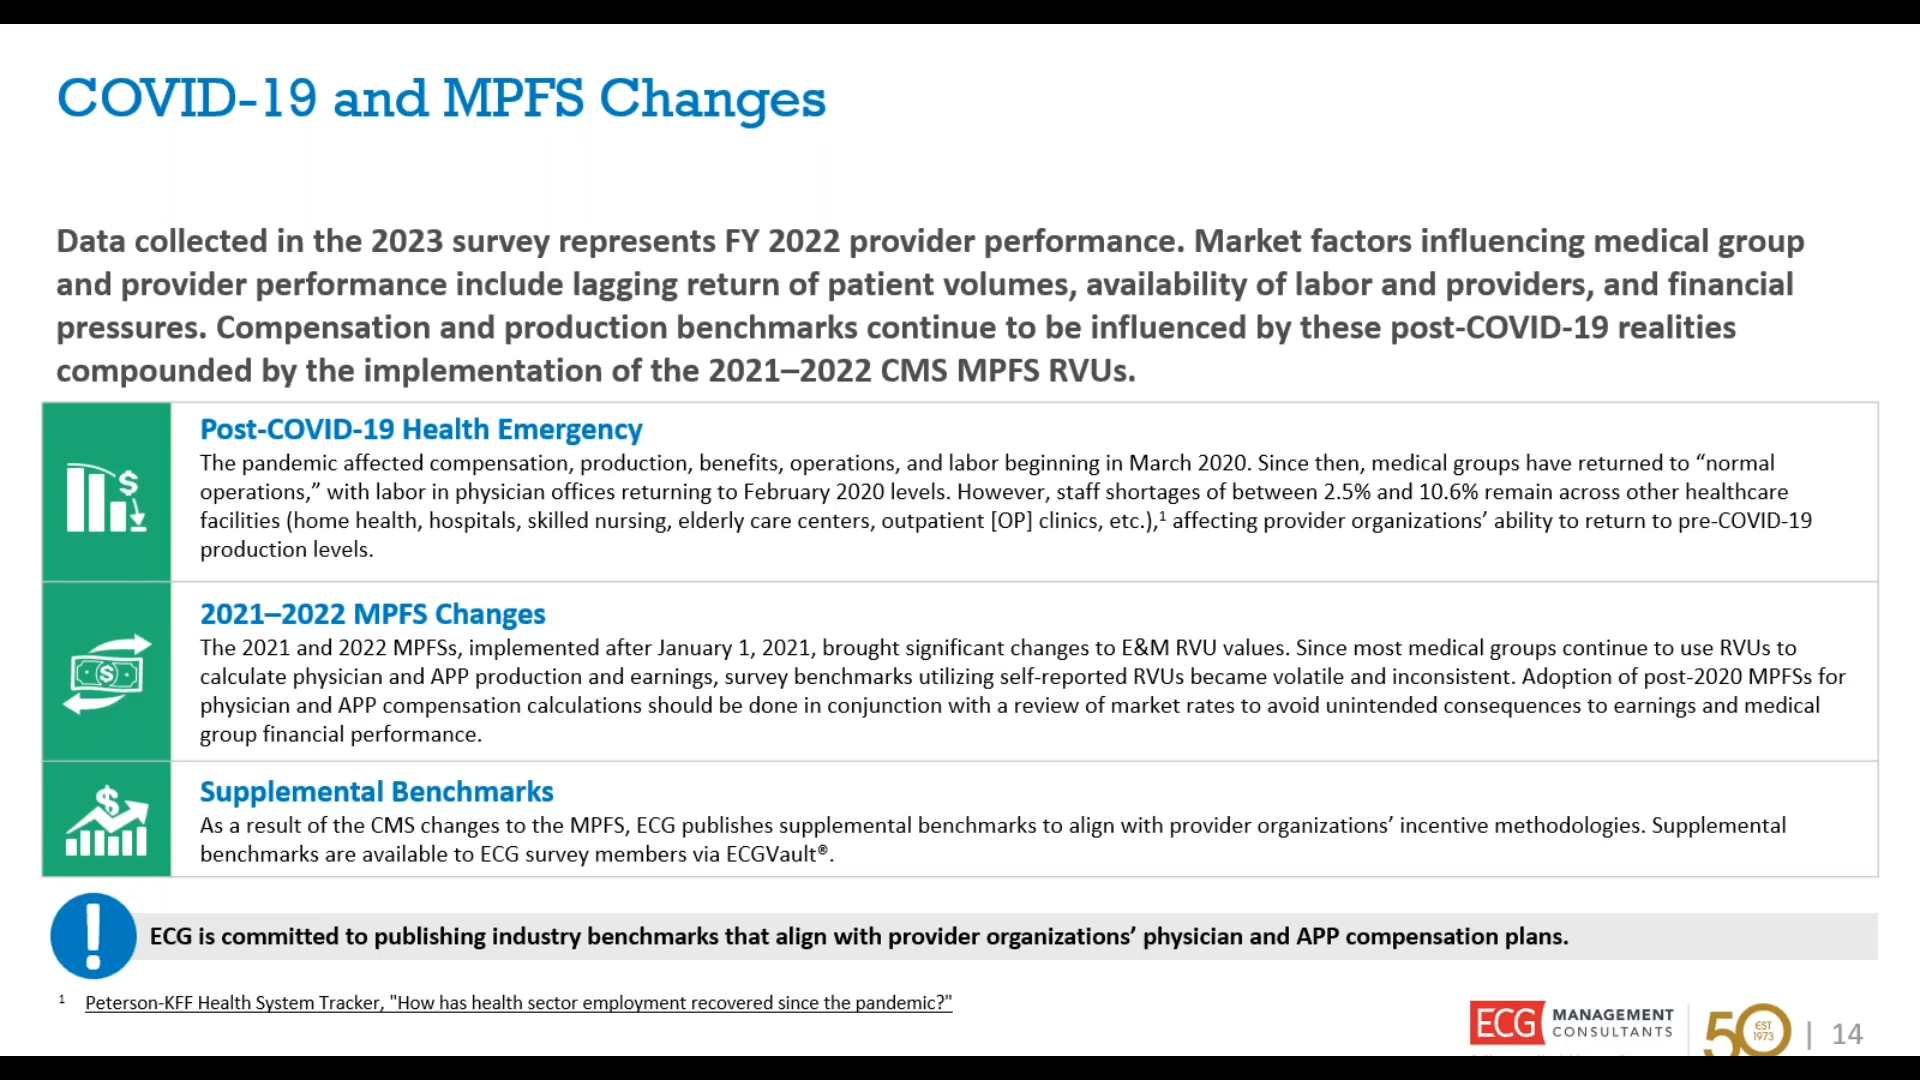 COVID-19 and MPFS Changes
Data collected in the 2023 survey represents FY 2022 provider performance. Market factors influencing medical group
and provider performance include lagging return of patient volumes, availability of labor and providers, and financial
pressures. Compensation and production benchmarks continue to be influenced by these post-COVID-19 realities
compounded by the implementation of the 2021–2022 CMS MPFS RVUs.
Post-COVID-19 Health Emergency
The pandemic affected compensation, production, benefits, operations, and labor beginning in March 2020. Since then, medical groups have returned to “normal
operations,” with labor in physician offices returning to February 2020 levels. However, staff shortages of between 2.5% and 10.6% remain across other healthcare
facilities (home health, hospitals, skilled nursing, elderly care centers, outpatient [OP] clinics, etc.),¹ affecting provider organizations’ ability to return to pre-COVID-19
production levels.
2021–2022 MPFS Changes
The 2021 and 2022 MPFSs, implemented after January 1, 2021, brought significant changes to E&M RVU values. Since most medical groups continue to use RVUs to
calculate physician and APP production and earnings, survey benchmarks utilizing self-reported RVUs became volatile and inconsistent. Adoption of post-2020 MPFSs for
physician and APP compensation calculations should be done in conjunction with a review of market rates to avoid unintended consequences to earnings and medical
group financial performance.
Supplemental Benchmarks
As a result of the CMS changes to the MPFS, ECG publishes supplemental benchmarks to align with provider organizations’ incentive methodologies. Supplemental
benchmarks are available to ECG survey members via ECGVault®.
ECG is committed to publishing industry benchmarks that align with provider organizations’ physician and APP compensation plans.
¹ Peterson-KFF Health System Tracker, "How has health sector employment recovered since the pandemic?"
ECG MANAGEMENT
CONSULTANTS
50 EST
1973
| 14